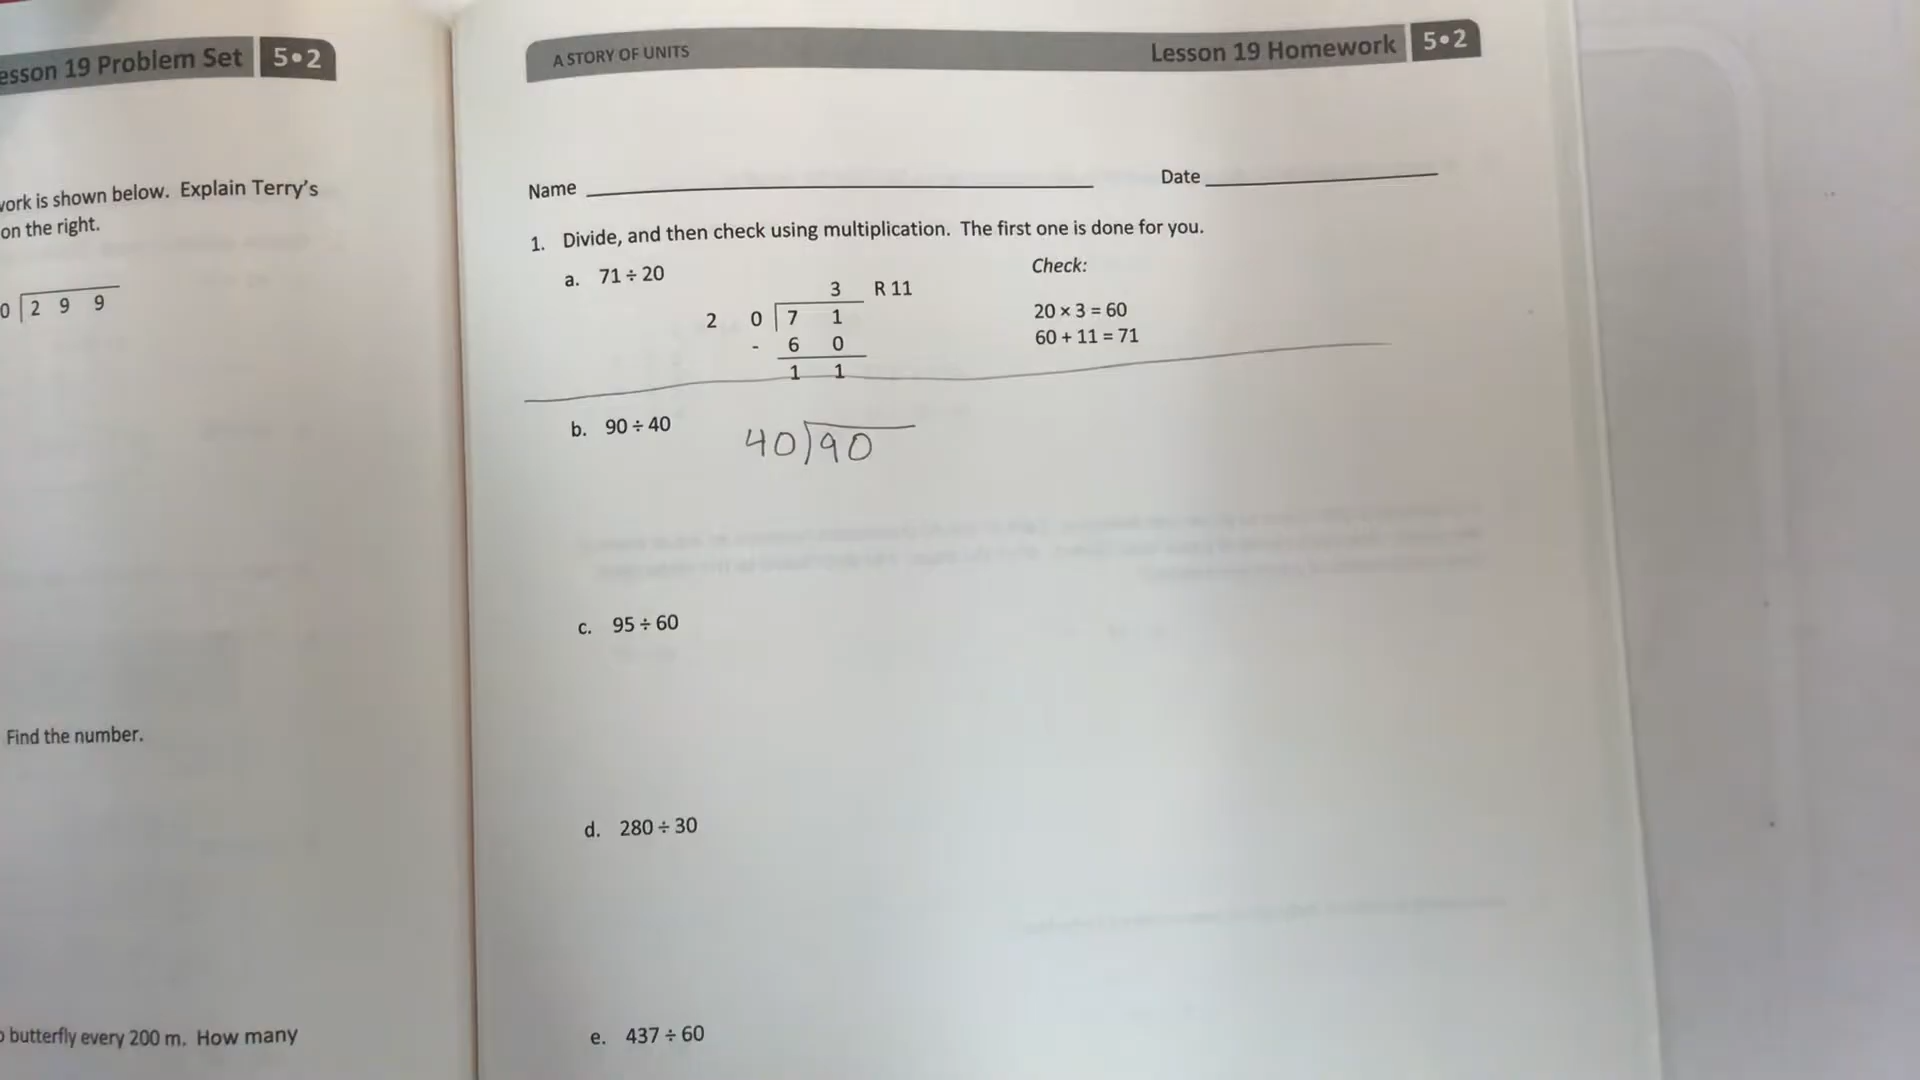 Lesson 19 Problem Set 5•2
work is shown below. Explain Terry's
on the right.
0 2 9 9
Find the number.
butterfly every 200 m. How many
A STORY OF UNITS
Lesson 19 Homework 5•2
Name Date
1. Divide, and then check using multiplication. The first one is done for you.
a. 71 ÷ 20
3 R 11
2 0 7 1
- 6 0
1 1
Check:
20 × 3 = 60
60 + 11 = 71
b. 90 ÷ 40
40)90
c. 95 ÷ 60
d. 280 ÷ 30
e. 437 ÷ 60